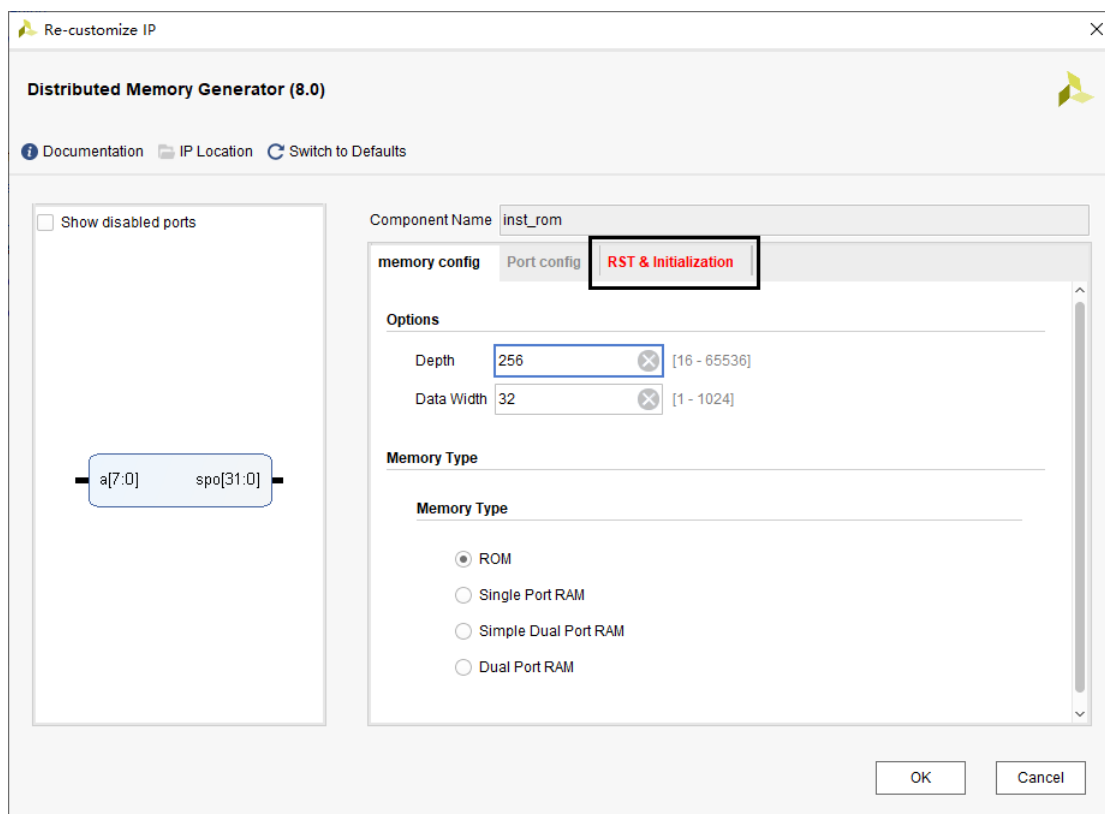 Re-customize IP
Distributed Memory Generator (8.0)
Documentation IP Location Switch to Defaults
Show disabled ports
a[7:0] spo[31:0]
Component Name inst_rom
memory config Port config RST & Initialization
Options
Depth 256 [16 - 65536]
Data Width 32 [1 - 1024]
Memory Type
Memory Type
ROM
Single Port RAM
Simple Dual Port RAM
Dual Port RAM
OK Cancel